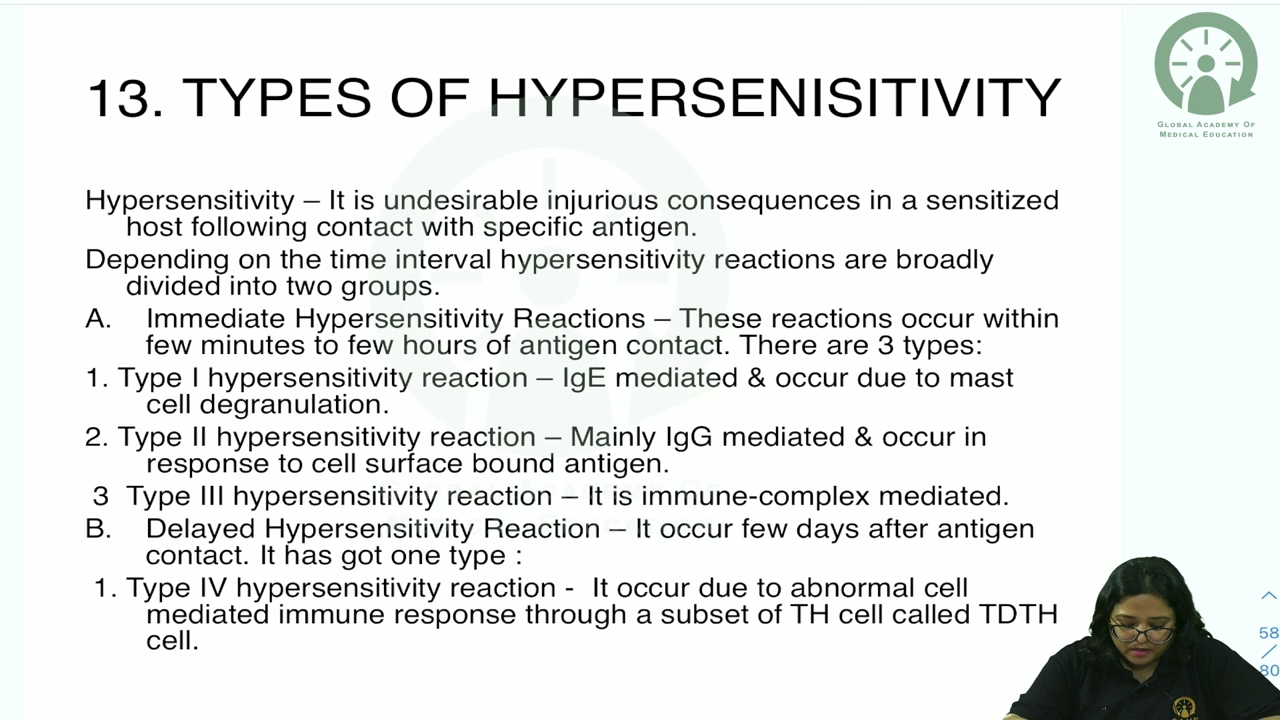 13. TYPES OF HYPERSENISITIVITY
GLOBAL ACADEMY OF
MEDICAL EDUCATION
Hypersensitivity – It is undesirable injurious consequences in a sensitized
host following contact with specific antigen.
Depending on the time interval hypersensitivity reactions are broadly
divided into two groups.
A. Immediate Hypersensitivity Reactions – These reactions occur within
few minutes to few hours of antigen contact. There are 3 types:
1. Type I hypersensitivity reaction – IgE mediated & occur due to mast
cell degranulation.
2. Type II hypersensitivity reaction – Mainly IgG mediated & occur in
response to cell surface bound antigen.
3 Type III hypersensitivity reaction – It is immune-complex mediated.
B. Delayed Hypersensitivity Reaction – It occur few days after antigen
contact. It has got one type :
1. Type IV hypersensitivity reaction - It occur due to abnormal cell
mediated immune response through a subset of TH cell called TDTH
cell.
58
/
80